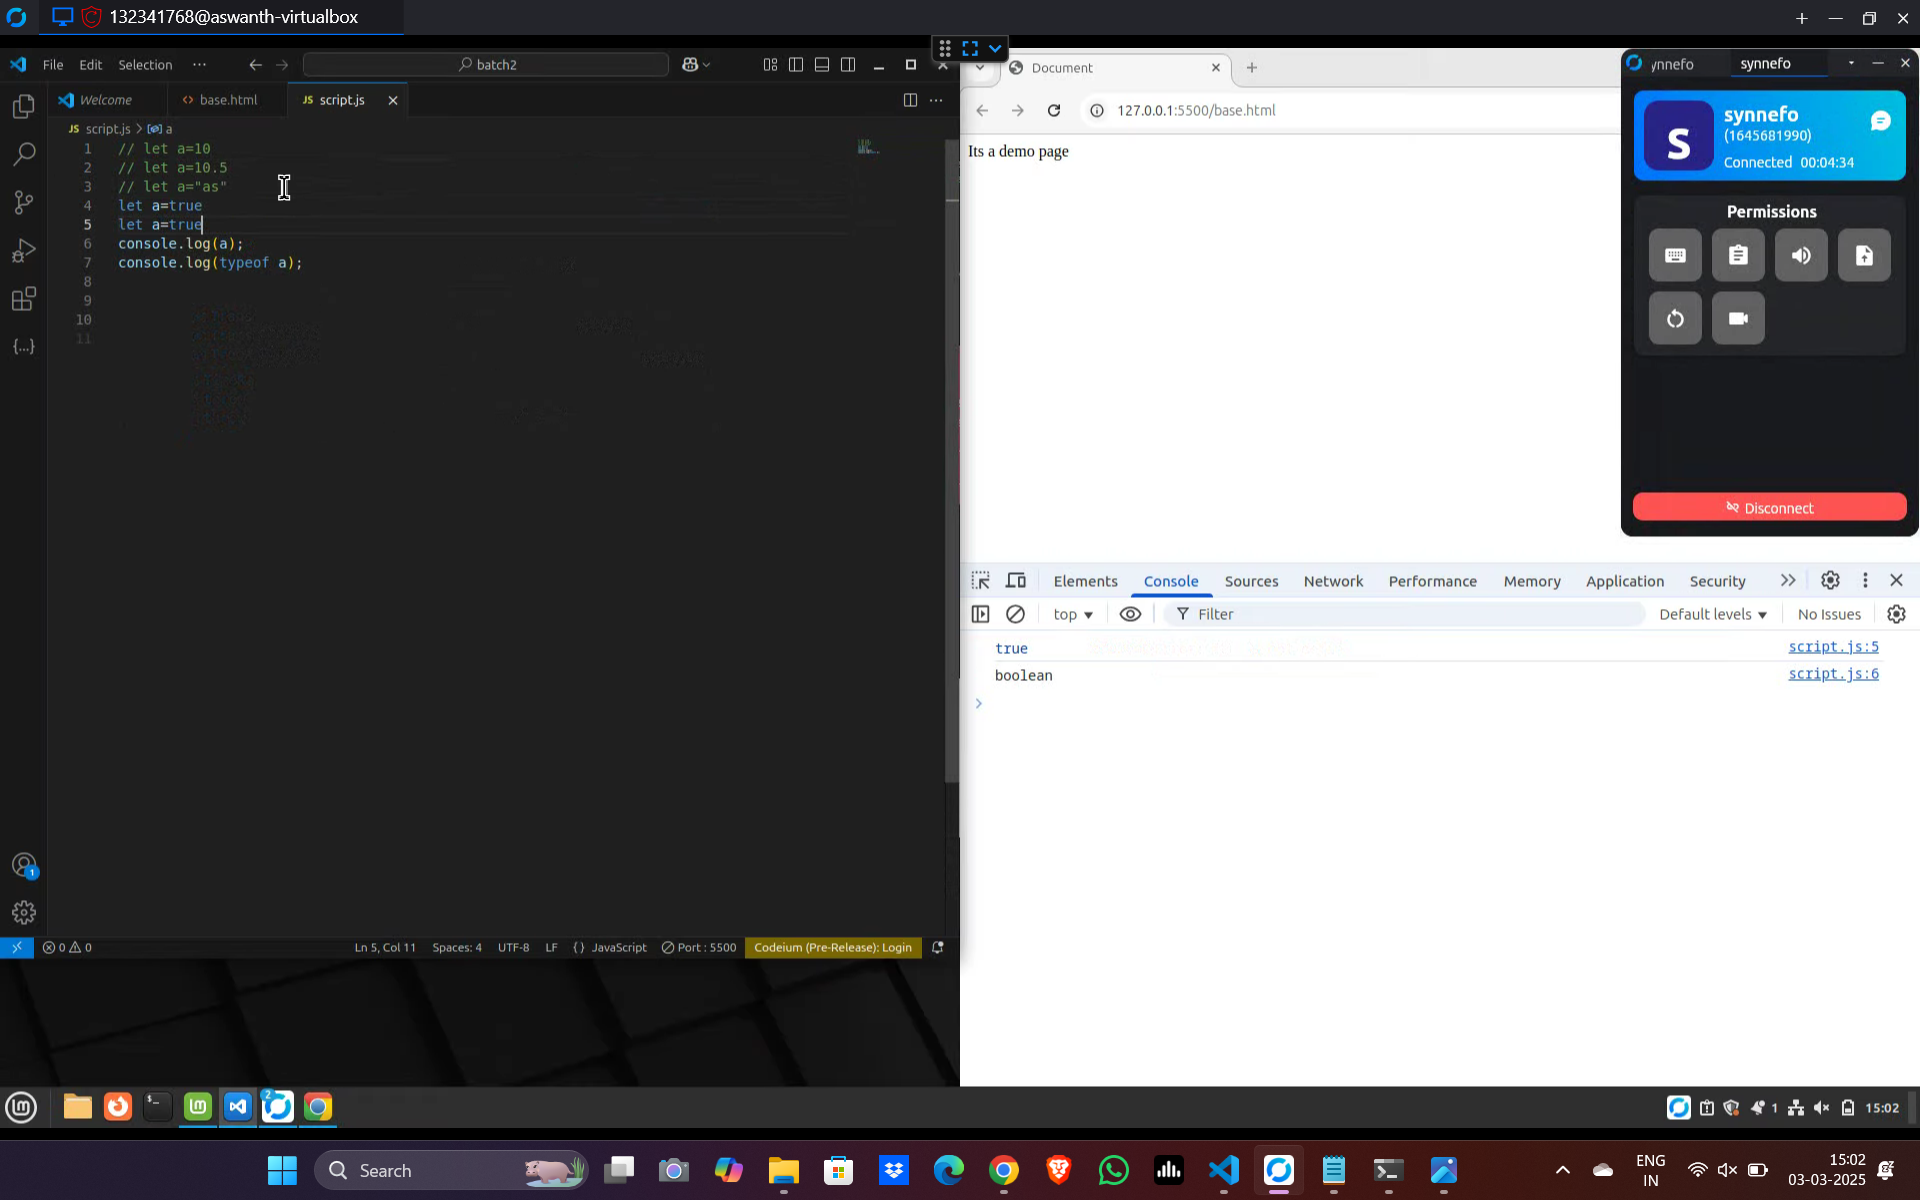 132341768@aswanth-virtualbox
File Edit Selection ··· batch2
Welcome base.html JS script.js
JS script.js > a
1 // let a=10
2 // let a=10.5
3 // let a="as"
4 let a=true
5 let a=true
6 console.log(a);
7 console.log(typeof a);
8
9
10
11
1
0 0 Ln 5, Col 11 Spaces: 4 UTF-8 LF {} JavaScript Port : 5500 Codeium (Pre-Release): Login
Document
127.0.0.1:5500/base.html
Its a demo page
ynnefo synnefo
S synnefo
(1645681990)
Connected 00:04:34
Permissions
Disconnect
Elements Console Sources Network Performance Memory Application Security
top Filter Default levels No Issues
true script.js:5
boolean script.js:6
2
1 15:02
Search
ENG
IN
15:02
03-03-2025